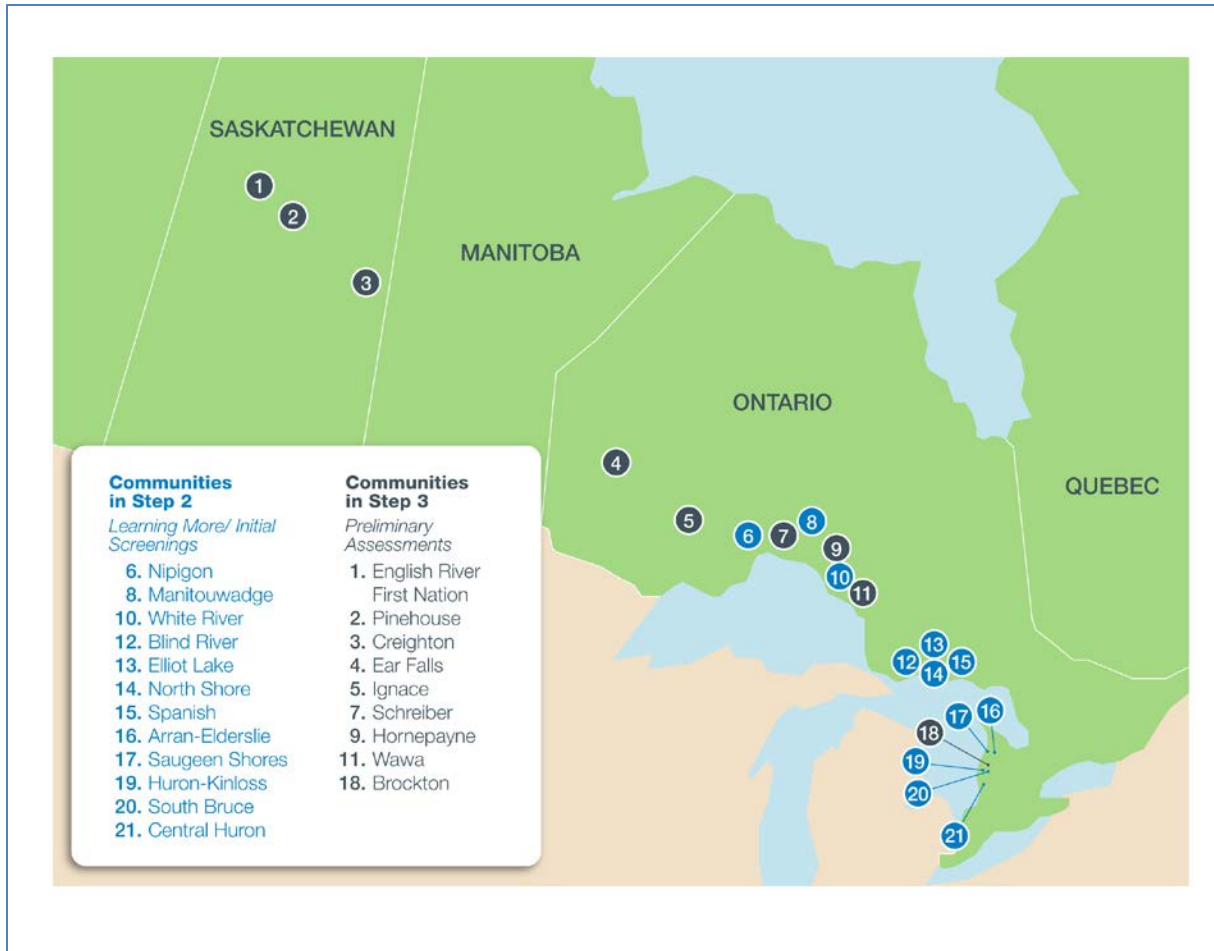 SASKATCHEWAN
1
2
3
MANITOBA
ONTARIO
4
5
6
7
8
9
10
11
QUEBEC
12
13
14
15
16
17
18
19
20
21
Communities
in Step 2
Learning More/ Initial
Screenings
6. Nipigon
8. Manitouwadge
10. White River
12. Blind River
13. Elliot Lake
14. North Shore
15. Spanish
16. Arran-Elderslie
17. Saugeen Shores
19. Huron-Kinloss
20. South Bruce
21. Central Huron
Communities
in Step 3
Preliminary
Assessments
1. English River
First Nation
2. Pinehouse
3. Creighton
4. Ear Falls
5. Ignace
7. Schreiber
9. Hornepayne
11. Wawa
18. Brockton